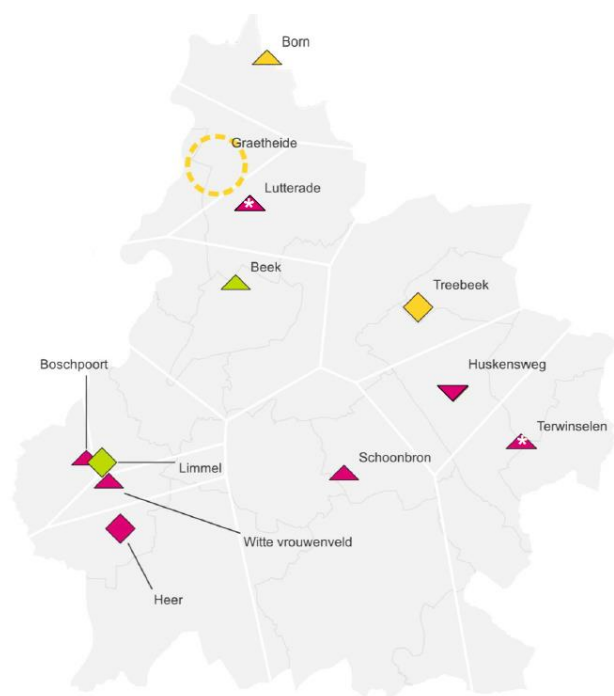 Born
Graetheide
Lutterade
*
Beek
Treebeek
Boschpoort
Huskensweg
Terwinselen
*
Schoonbron
Limmel
Witte vrouwenveld
Heer